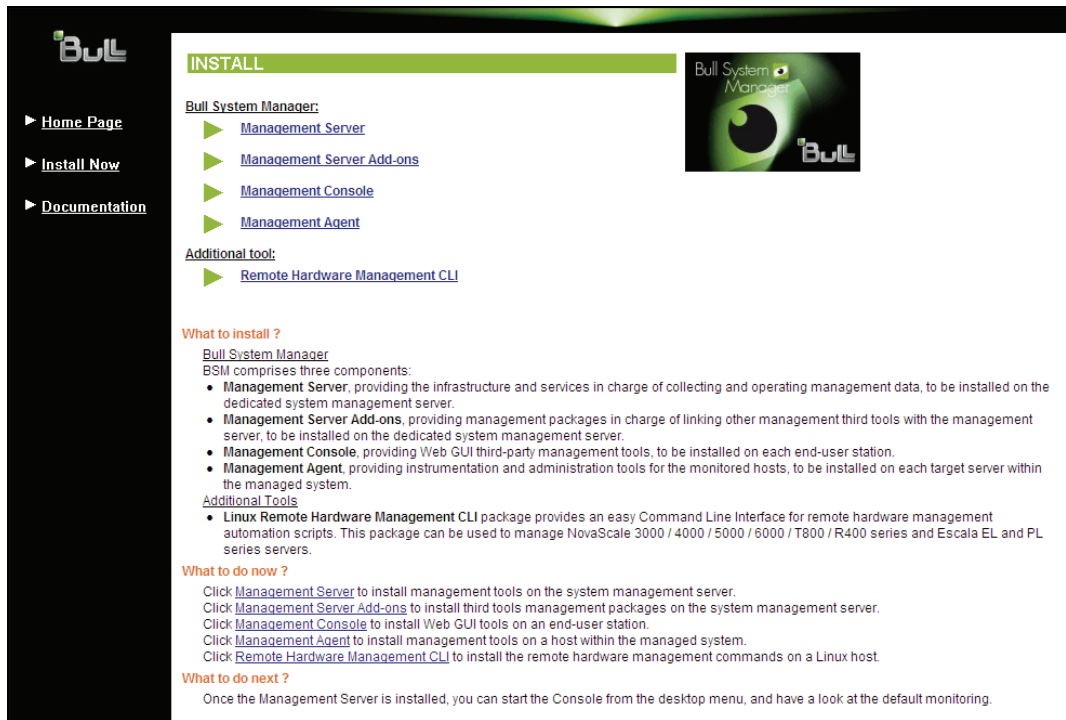 Bull
Home Page
Install Now
Documentation
INSTALL
Bull System Manager
Bull
Bull System Manager:
Management Server
Management Server Add-ons
Management Console
Management Agent
Additional tool:
Remote Hardware Management CLI
What to install ?
Bull System Manager
BSM comprises three components:
• Management Server, providing the infrastructure and services in charge of collecting and operating management data, to be installed on the
dedicated system management server.
• Management Server Add-ons, providing management packages in charge of linking other management third tools with the management
server, to be installed on the dedicated system management server.
• Management Console, providing Web GUI third-party management tools, to be installed on each end-user station.
• Management Agent, providing instrumentation and administration tools for the monitored hosts, to be installed on each target server within
the managed system.
Additional Tools
• Linux Remote Hardware Management CLI package provides an easy Command Line Interface for remote hardware management
automation scripts. This package can be used to manage NovaScale 3000 / 4000 / 5000 / 6000 / T800 / R400 series and Escala EL and PL
series servers.
What to do now ?
Click Management Server to install management tools on the system management server.
Click Management Server Add-ons to install third tools management packages on the system management server.
Click Management Console to install Web GUI tools on an end-user station.
Click Management Agent to install management tools on a host within the managed system.
Click Remote Hardware Management CLI to install the remote hardware management commands on a Linux host.
What to do next ?
Once the Management Server is installed, you can start the Console from the desktop menu, and have a look at the default monitoring.